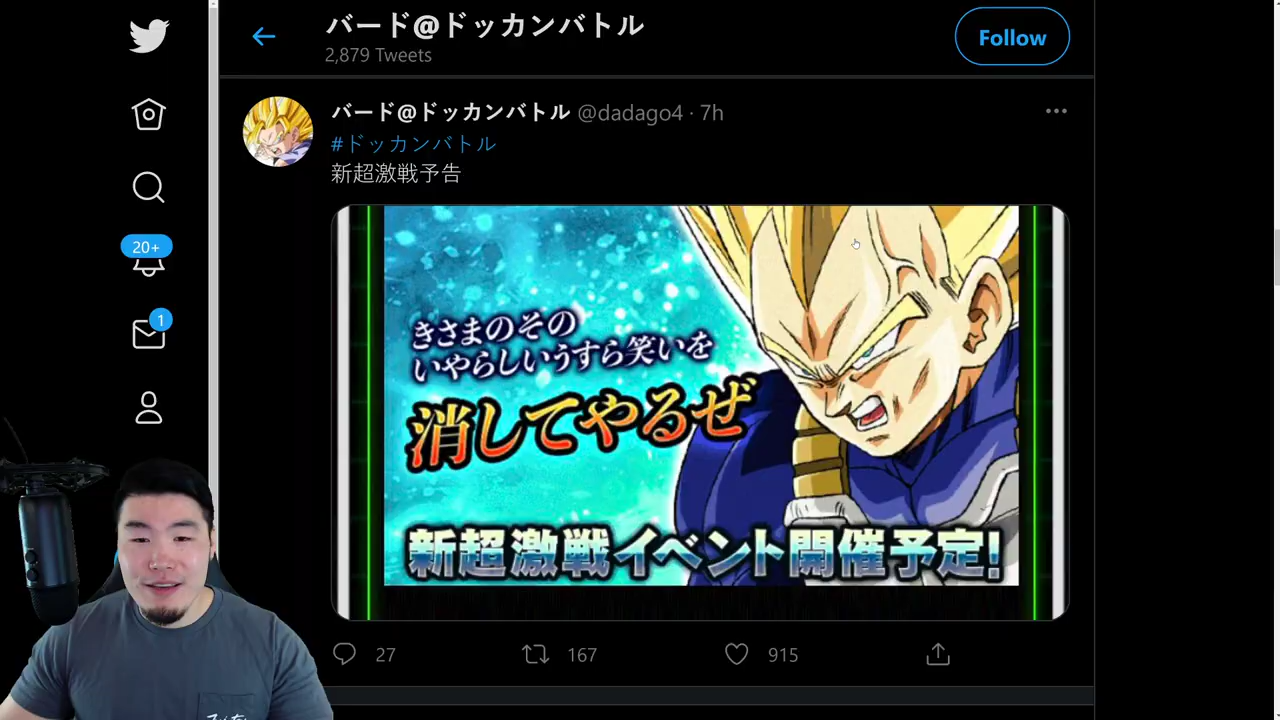 バード@ドッカンバトル
2,879 Tweets
Follow
バード@ドッカンバトル @dadago4 · 7h
#ドッカンバトル
新超激戦予告
20+
1
きさまのその
いやらしいうすら笑いを
消してやるぜ
新超激戦イベント開催予定!
27
167
915